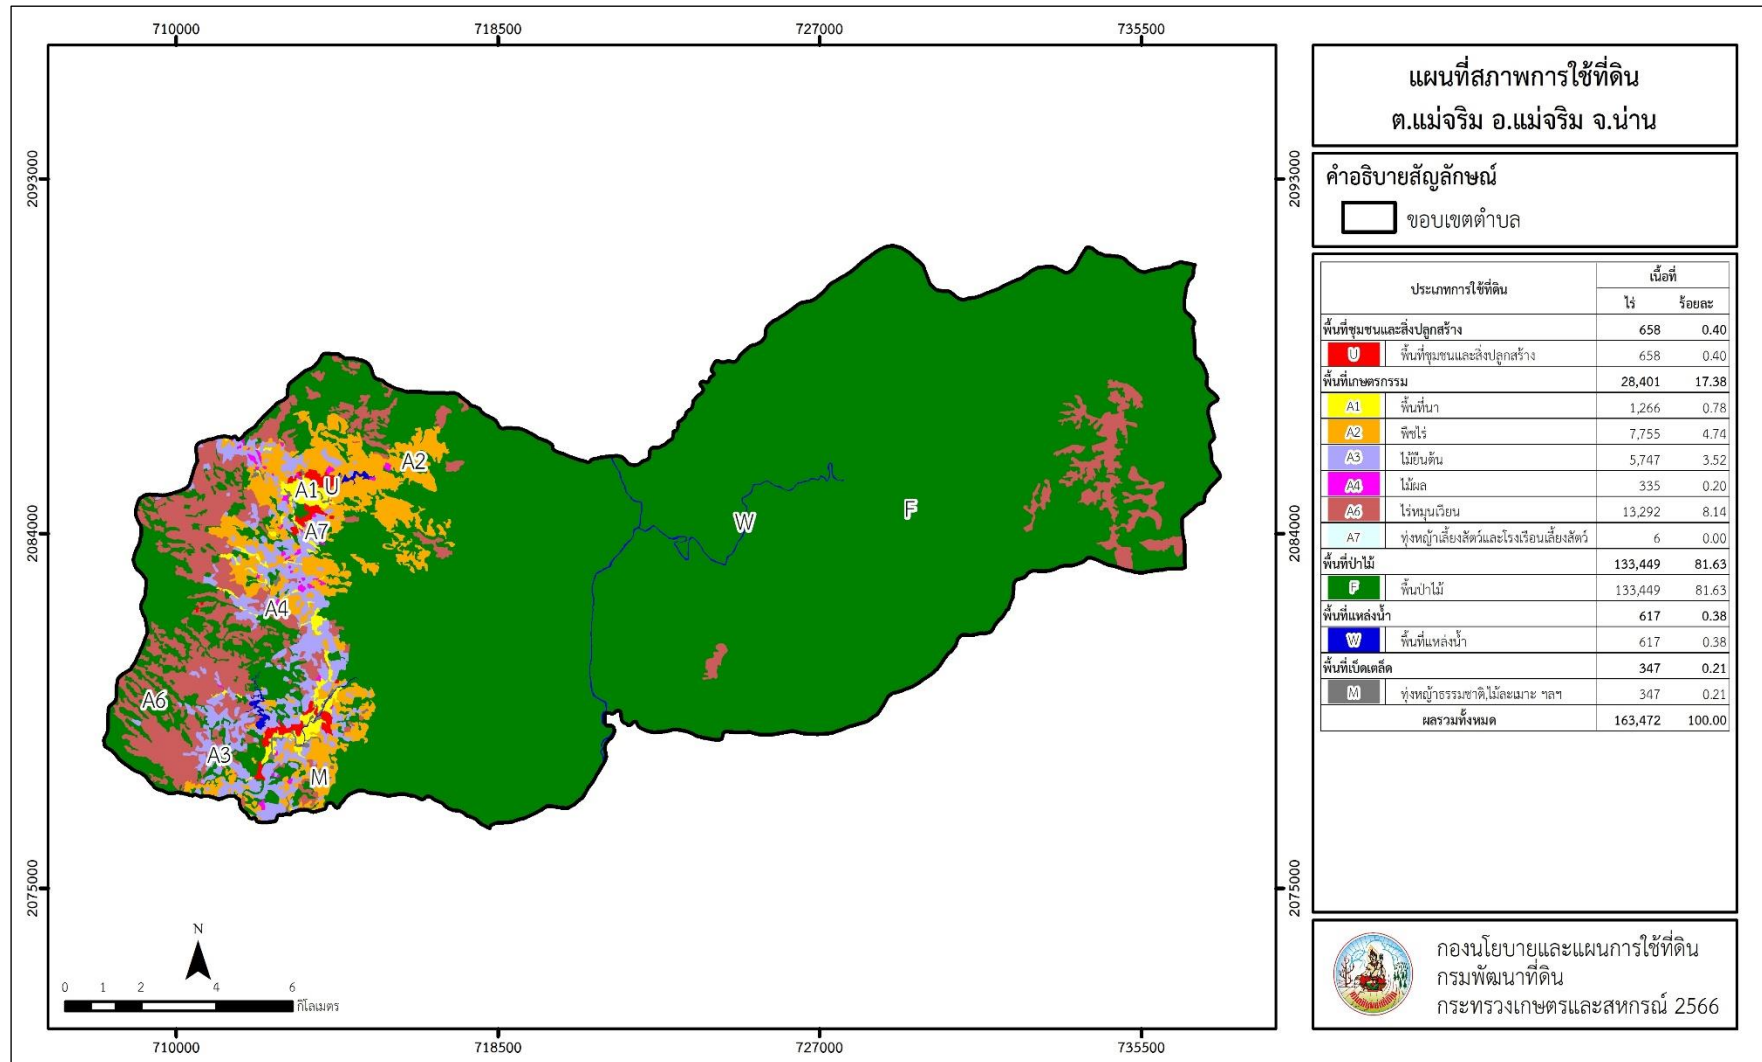 710000 718500 727000 735500
แผนที่สภาพการใช้ที่ดิน
ต.แม่จริม อ.แม่จริม จ.น่าน
คำอธิบายสัญลักษณ์
ขอบเขตตำบล
ประเภทการใช้ที่ดิน เนื้อที่
ไร่ ร้อยละ
พื้นที่ชุมชนและสิ่งปลูกสร้าง 658 0.40
U พื้นที่ชุมชนและสิ่งปลูกสร้าง 658 0.40
พื้นที่เกษตรกรรม 28,401 17.38
A1 พื้นที่นา 1,266 0.78
A2 พืชไร่ 7,755 4.74
A3 ไม้ยืนต้น 5,747 3.52
A4 ไม้ผล 335 0.20
A6 ไร่หมุนเวียน 13,292 8.14
A7 ทุ่งหญ้าเลี้ยงสัตว์และโรงเรือนเลี้ยงสัตว์ 6 0.00
พื้นที่ป่าไม้ 133,449 81.63
F พื้นป่าไม้ 133,449 81.63
พื้นที่แหล่งน้ำ 617 0.38
W พื้นที่แหล่งน้ำ 617 0.38
พื้นที่เบ็ดเตล็ด 347 0.21
M ทุ่งหญ้าธรรมชาติ,ไม้ละเมาะ ฯลฯ 347 0.21
ผลรวมทั้งหมด 163,472 100.00
2093000 2093000
2084000 2084000
2075000 2075000
A2
A1 U
A7
W
F
A4
A6
A3
M
N
0 1 2 4 6
กิโลเมตร
710000 718500 727000 735500
กองนโยบายและแผนการใช้ที่ดิน
กรมพัฒนาที่ดิน
กระทรวงเกษตรและสหกรณ์ 2566